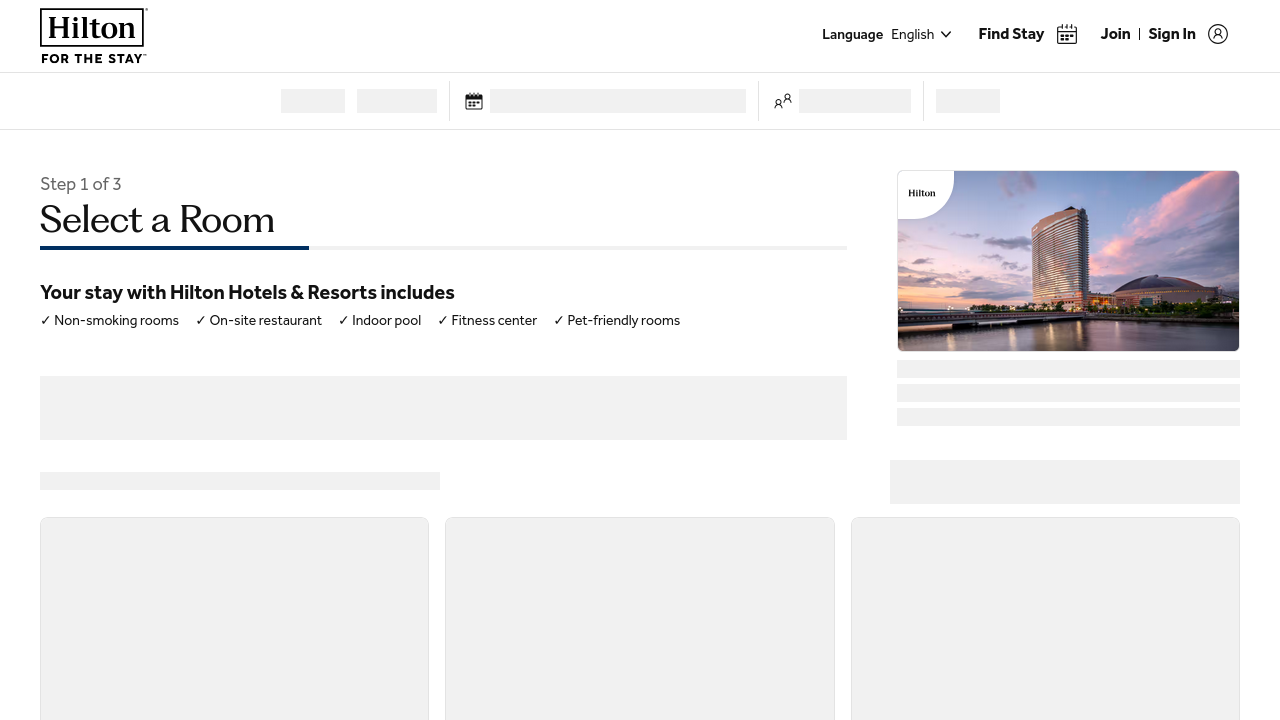 Hilton
FOR THE STAY
Language English
Find Stay
Join | Sign In
Step 1 of 3
Select a Room
Hilton
Your stay with Hilton Hotels & Resorts includes
✓ Non-smoking rooms ✓ On-site restaurant ✓ Indoor pool ✓ Fitness center ✓ Pet-friendly rooms